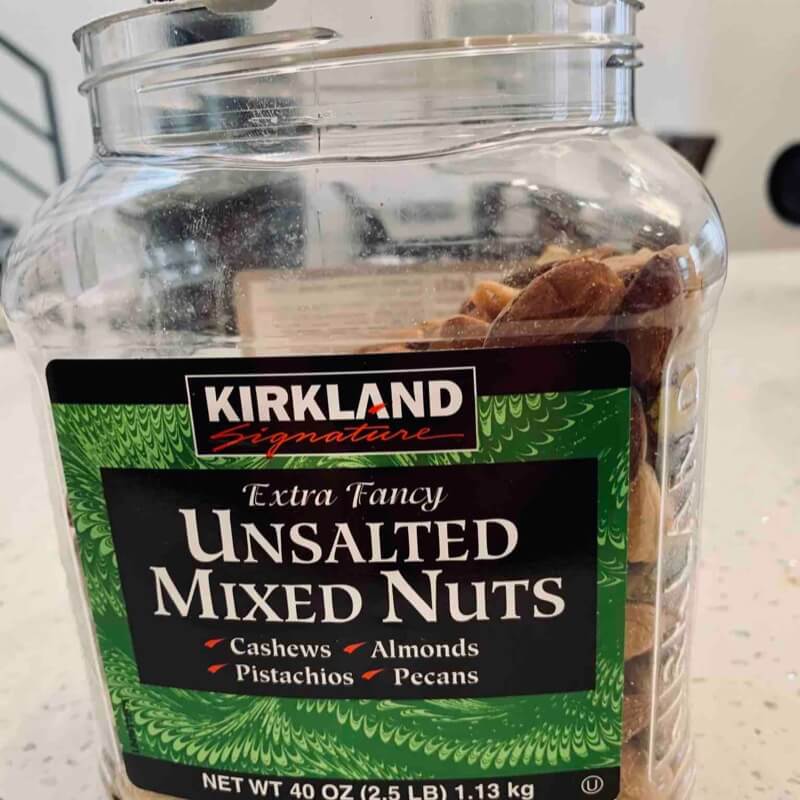 KIRKLAND
Signature
Extra Fancy
UNSALTED
MIXED NUTS
Cashews Almonds
Pistachios Pecans
NET WT 40 OZ (2.5 LB) 1.13 kg
U
KIRKLAND